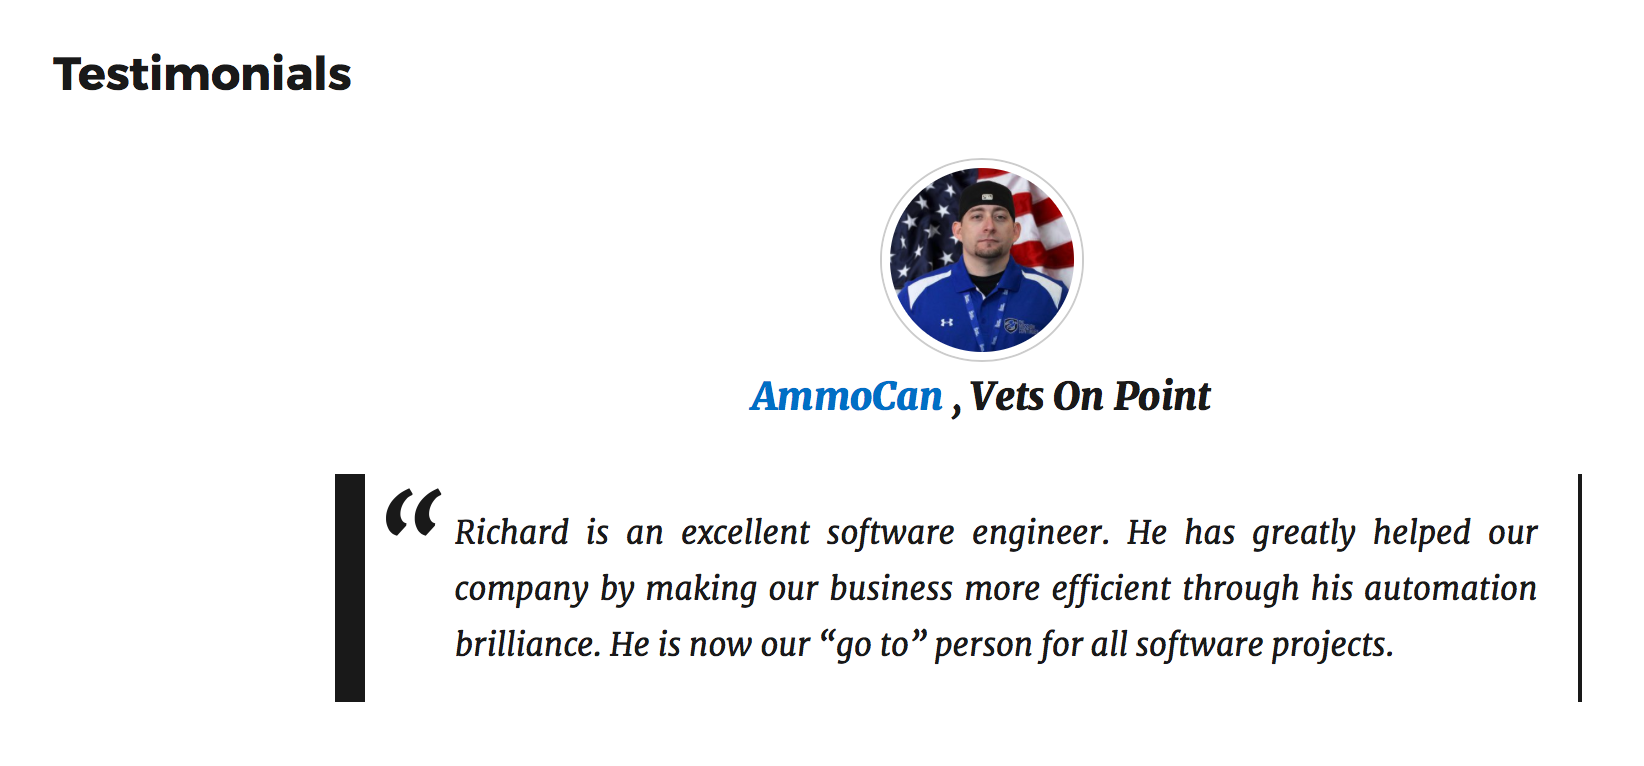 Testimonials
AmmoCan , Vets On Point
“ Richard is an excellent software engineer. He has greatly helped our
company by making our business more efficient through his automation
brilliance. He is now our “go to” person for all software projects.